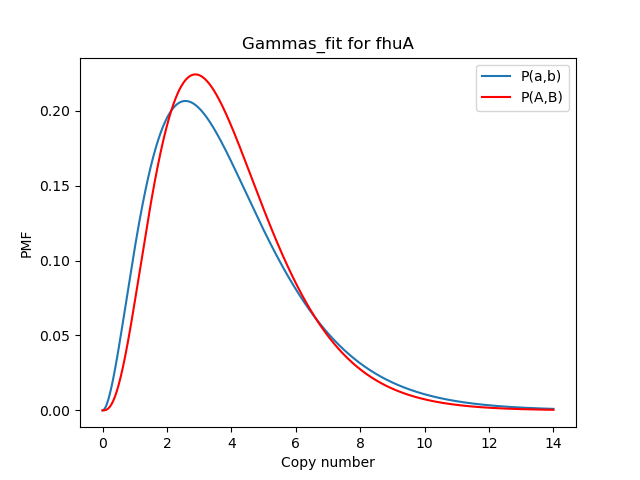 Gammas_fit for fhuA
P(a,b)
P(A,B)
PMF
0.20
0.15
0.10
0.05
0.00
0 2 4 6 8 10 12 14
Copy number